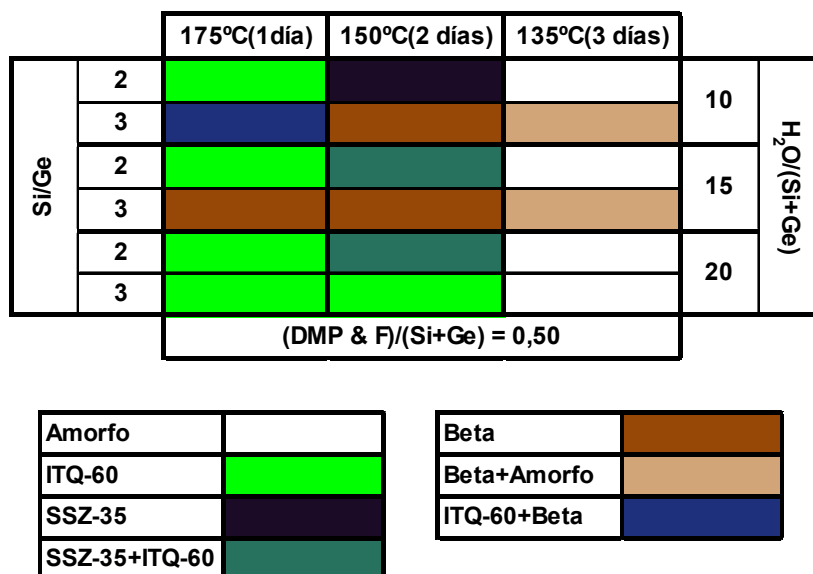 175ºC(1día) 150ºC(2 días) 135ºC(3 días)
Si/Ge
2
3
10
2
3
15
2
3
20
H2O/(Si+Ge)
(DMP & F)/(Si+Ge) = 0,50
Amorfo
ITQ-60
SSZ-35
SSZ-35+ITQ-60
Beta
Beta+Amorfo
ITQ-60+Beta